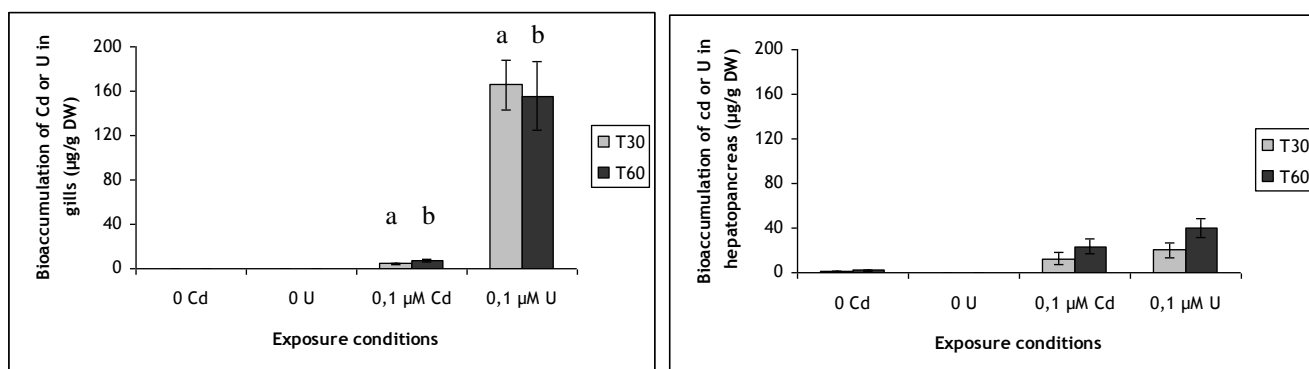 Bioaccumulation of Cd or U in
gills (µg/g DW)
200
160
120
80
40
0
a b
a b
0 Cd 0 U 0,1 µM Cd 0,1 µM U
Exposure conditions
T30
T60
Bioaccumulation of cd or U in
hepatopancreas (µg/g DW)
200
160
120
80
40
0
0 Cd 0 U 0,1 µM Cd 0,1 µM U
Exposure conditions
T30
T60